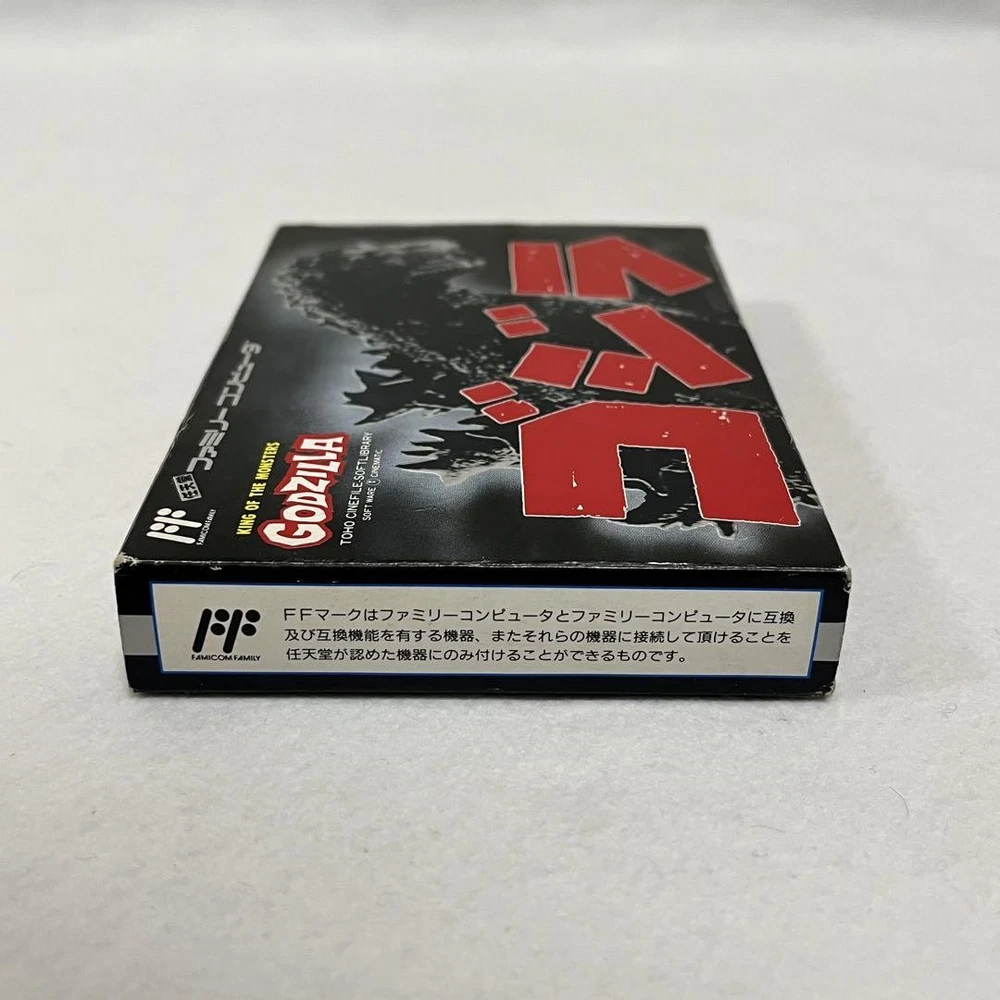 ゴジラ
KING OF THE MONSTERS
GODZILLA
TOHO CINEFILE-SOFT LIBRARY
SOFTWARE CINEMATIC
任天堂 ファミリーコンピュータ
FAMICOM FAMILY
FFマークはファミリーコンピュータとファミリーコンピュータに互換
及び互換機能を有する機器、またそれらの機器に接続して頂けることを
任天堂が認めた機器にのみ付けることができるものです。
FAMICOM FAMILY